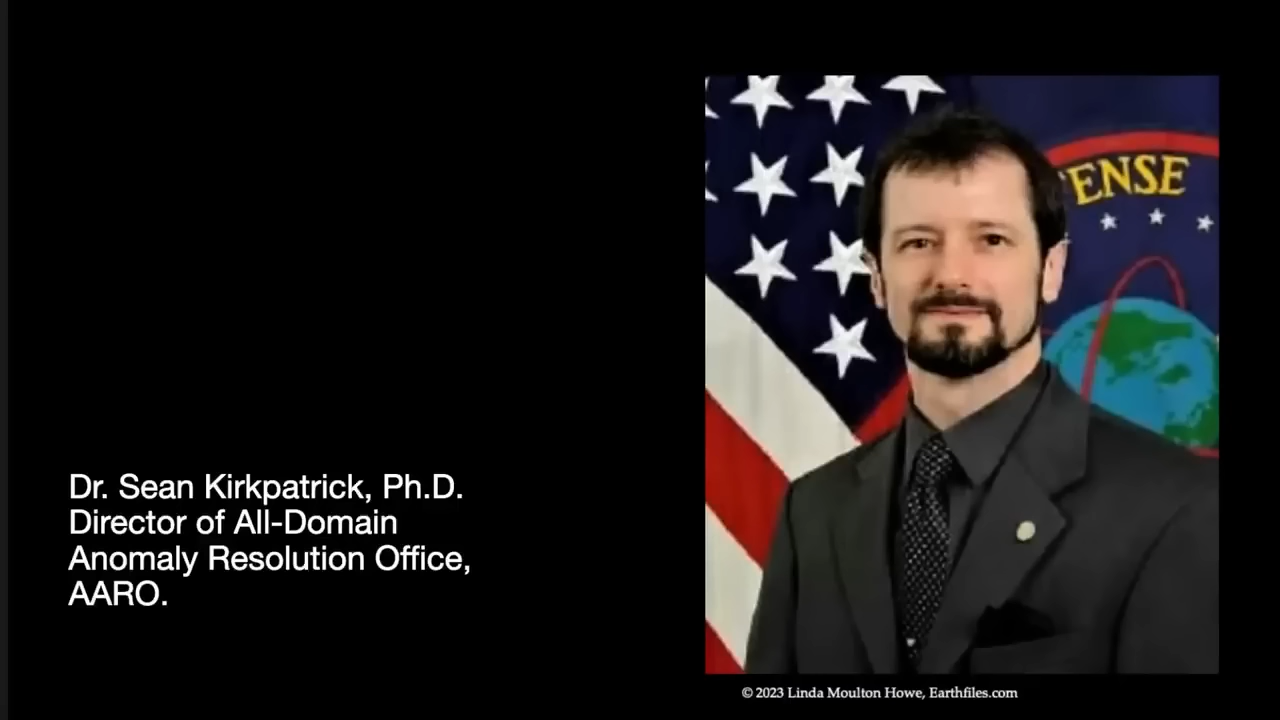 Dr. Sean Kirkpatrick, Ph.D.
Director of All-Domain
Anomaly Resolution Office,
AARO.
ENSE
© 2023 Linda Moulton Howe, Earthfiles.com